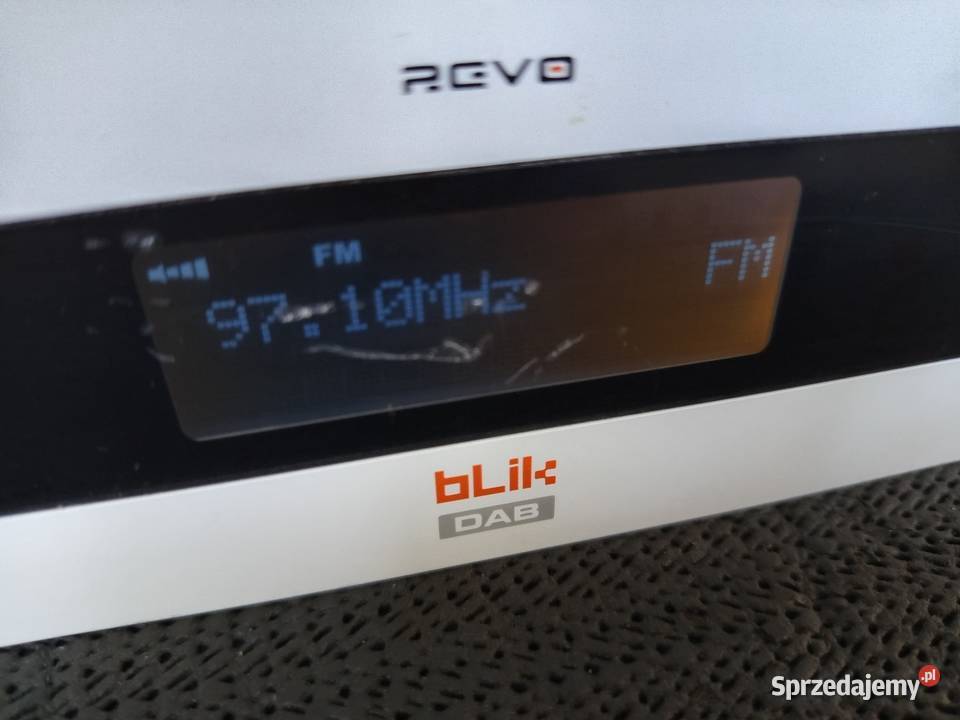 REVO
FM
97.10MHz
FM
bLik
DAB
Sprzedajemy.pl